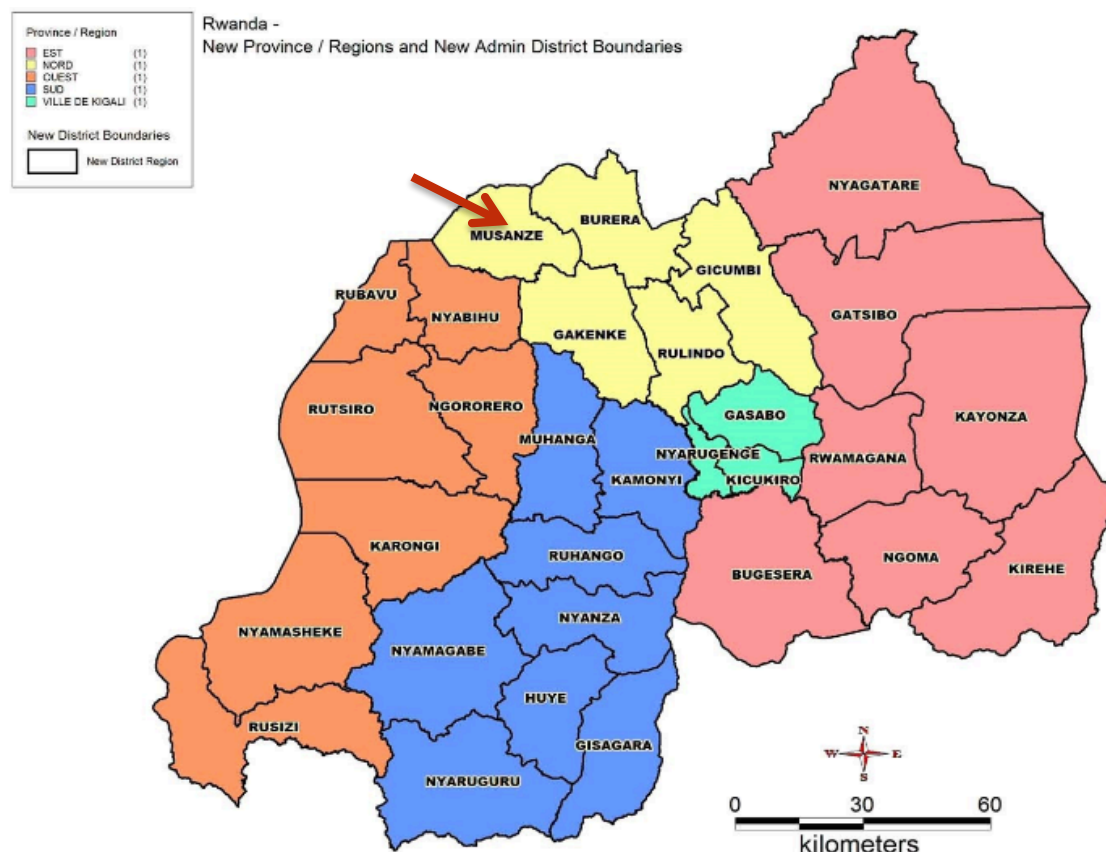 Rwanda -
New Province / Regions and New Admin District Boundaries
Province / Region
EST (1)
NORD (1)
OUEST (1)
SUD (1)
VILLE DE KIGALI (1)
New District Boundaries
New District Region
NYAGATARE
BURERA
MUSANZE
GICUMBI
RUBAVU
NYABIHU
GATSIBO
GAKENKE
RULINDO
RUTSIRO
NGORORERO
GASABO
KAYONZA
MUHANGA
NYARUGENGE
RWAMAGANA
KAMONYI
KICUKIRO
KARONGI
RUHANGO
NGOMA
BUGESERA
KIREHE
NYANZA
NYAMASHEKE
NYAMAGABE
HUYE
RUSIZI
GISAGARA
NYARUGURU
N
W E
S
0 30 60
kilometers